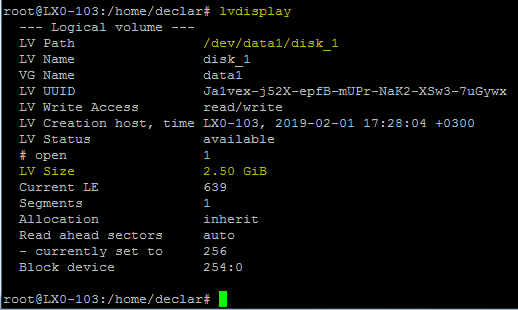 root@LX0-103:/home/declar# lvdisplay
--- Logical volume ---
LV Path                /dev/data1/disk_1
LV Name                disk_1
VG Name                data1
LV UUID                Ja1vex-j52X-epfB-mUPr-NaK2-XSw3-7uGywx
LV Write Access        read/write
LV Creation host, time LX0-103, 2019-02-01 17:28:04 +0300
LV Status              available
# open                 1
LV Size                2.50 GiB
Current LE             639
Segments               1
Allocation             inherit
Read ahead sectors     auto
- currently set to     256
Block device           254:0
root@LX0-103:/home/declar#